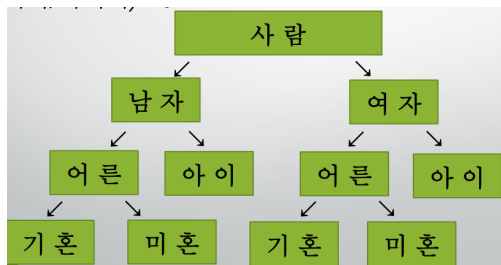 사 람
남 자 여 자
어 른 아 이 어 른 아 이
기 혼 미 혼 기 혼 미 혼